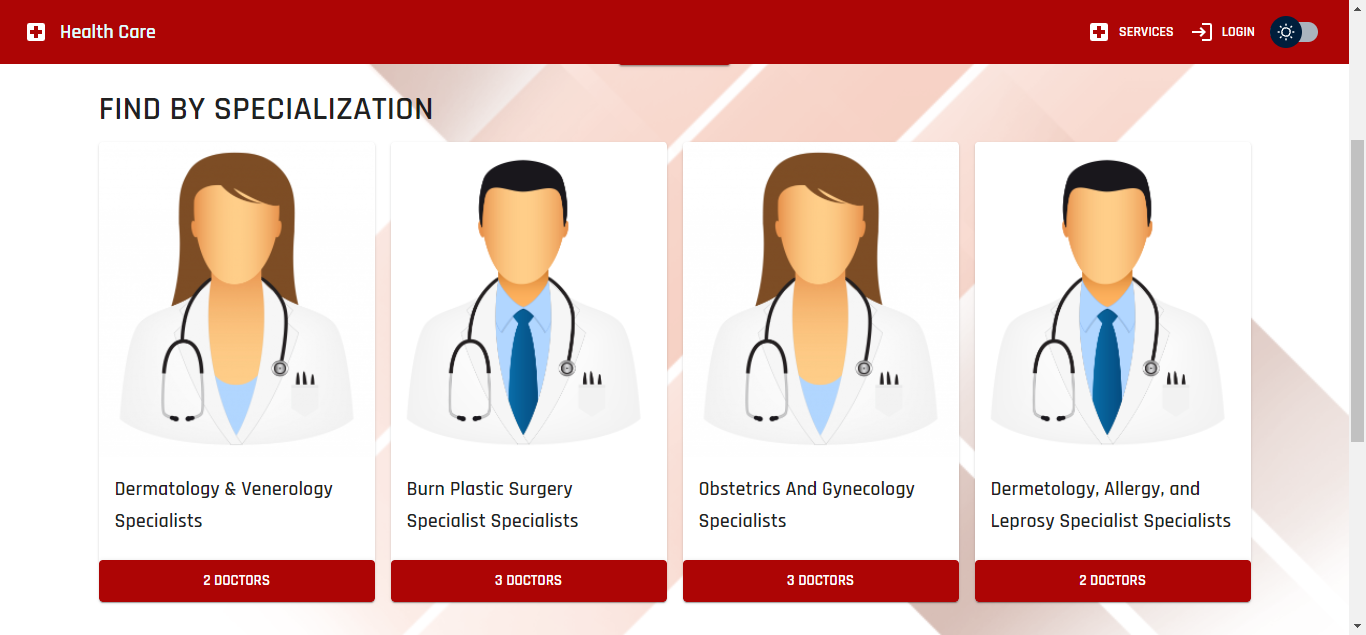 Health Care
SERVICES
LOGIN
FIND BY SPECIALIZATION
Dermatology & Venerology
Specialists
Burn Plastic Surgery
Specialist Specialists
Obstetrics And Gynecology
Specialists
Dermetology, Allergy, and
Leprosy Specialist Specialists
2 DOCTORS
3 DOCTORS
3 DOCTORS
2 DOCTORS